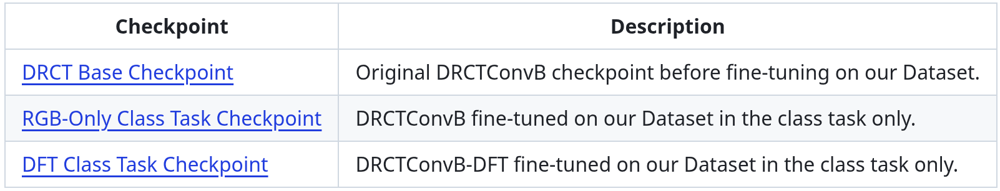 Checkpoint Description
DRCT Base Checkpoint Original DRCTConvB checkpoint before fine-tuning on our Dataset.
RGB-Only Class Task Checkpoint DRCTConvB fine-tuned on our Dataset in the class task only.
DFT Class Task Checkpoint DRCTConvB-DFT fine-tuned on our Dataset in the class task only.